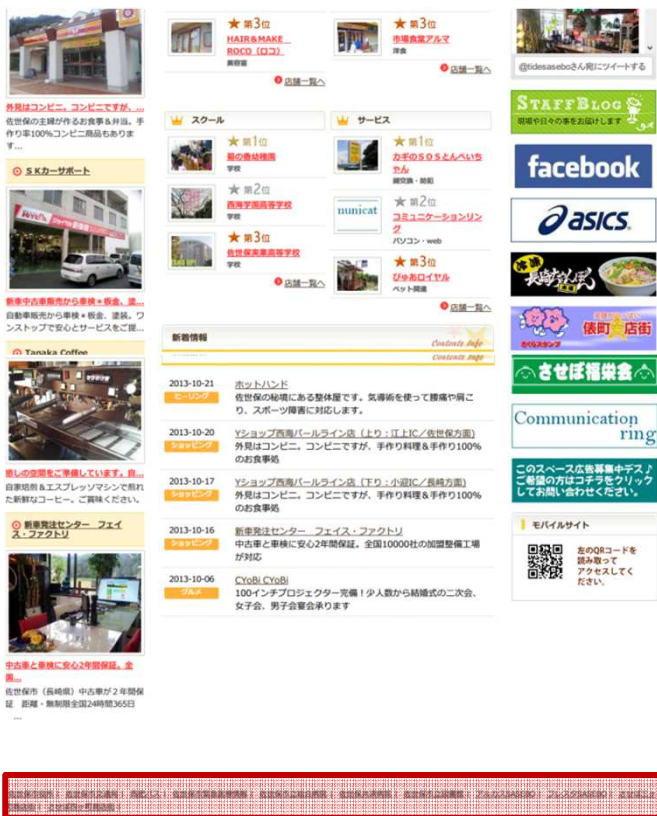 外見はコンビニ。コンビニですが、...
佐世保の主婦が作るお食事＆弁当。手
作り率100%コンビニ商品もありま
す...
ＳＫカーサポート
新車中古車販売から車検＊板金、塗...
自動車販売から車検＊板金、塗装。ワ
ンストップで安心とサービスをご提...
Tanaka Coffee
癒しの空間をご準備しています。自...
自家焙煎＆エスプレッソマシンで煎れ
た新鮮なコーヒー。ご賞味ください。
新車発注センター　フェイ
ス・ファクトリ
中古車と車検に安心2年間保証。全
国...
佐世保市（長崎県）中古車が２年間保
証　距離・無制限全国24時間365日
...
第3位
HAIR&MAKE
ROCO（ロコ）
美容室
店舗一覧へ
第3位
市場食堂アルマ
洋食
店舗一覧へ
スクール
第1位
菊の香幼稚園
学校
第2位
西海学園高等学校
学校
第3位
佐世保実業高等学校
学校
店舗一覧へ
サービス
第1位
カギのＳＯＳとんぺいち
ゃん
鍵交換・防犯
municat
第2位
コミュニケーションリン
グ
パソコン・web
第3位
ぴゅあロイヤル
ペット関連
店舗一覧へ
新着情報
Contents Info
2013-10-21
ヒーリング
ホットハンド
佐世保の秘境にある整体屋です。気導術を使って腰痛や肩こ
り、スポーツ障害に対応します。
2013-10-20
ショッピング
Yショップ西海パールライン店（上り：江上IC／佐世保方面）
外見はコンビニ。コンビニですが、手作り料理＆手作り100%
のお食事処
2013-10-17
ショッピング
Yショップ西海パールライン店（下り：小迎IC／長崎方面）
外見はコンビニ。コンビニですが、手作り料理＆手作り100%
のお食事処
2013-10-16
ショッピング
新車発注センター　フェイス・ファクトリ
中古車と車検に安心2年間保証。全国10000社の加盟整備工場
が対応
2013-10-06
グルメ
CYoBi CYoBi
100インチプロジェクター完備！少人数から結婚式の二次会、
女子会、男子会宴会承ります
@tidesaseboさん宛にツイートする
STAFFBLOG
現場や日々の事をお届けします
facebook
asics
長崎ちゃんぽん
さくらスタンプ
俵町 店街
させぼ福栄会
Communication
ring
このスペース広告募集中デス♪
ご希望の方はコチラをクリック
してお問い合わせください。
モバイルサイト
左のQRコードを
読み取って
アクセスしてく
ださい。